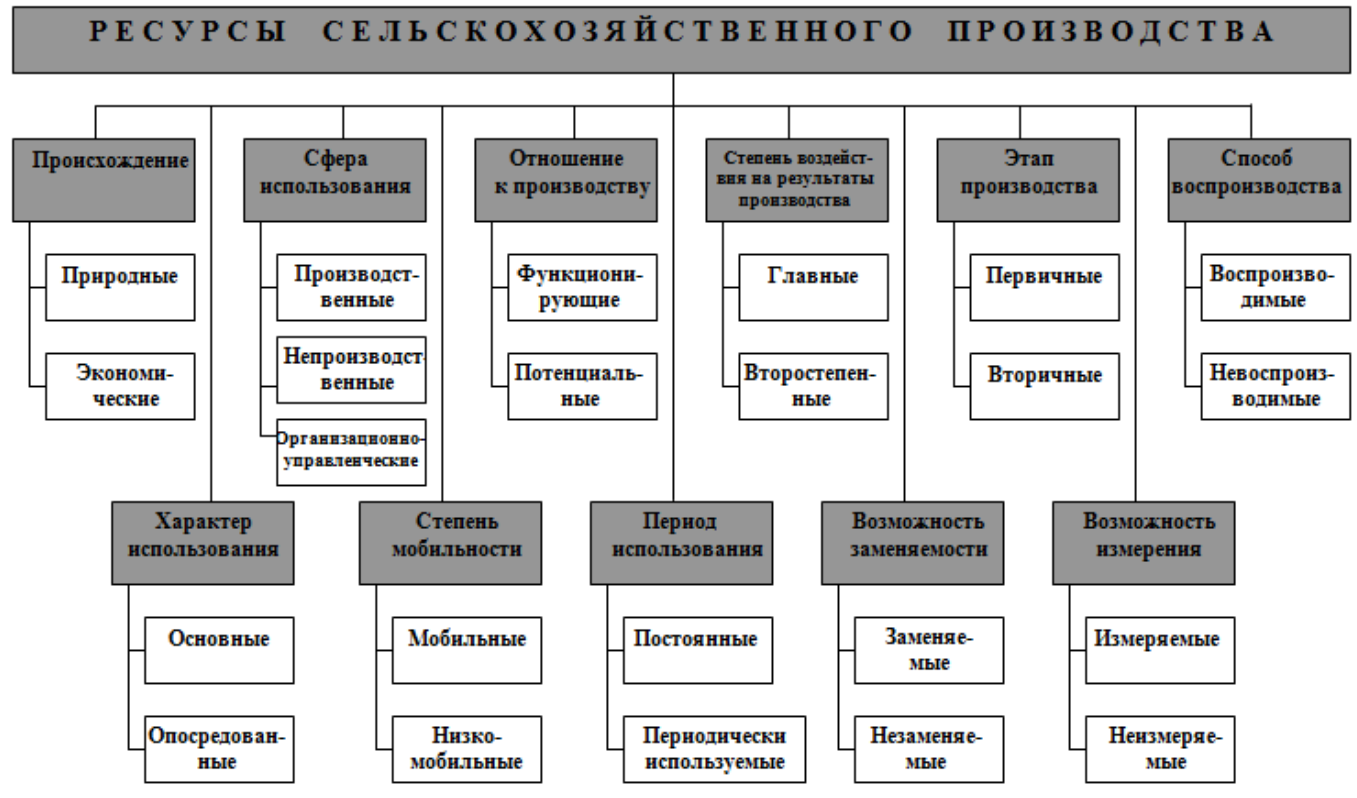 РЕСУРСЫ СЕЛЬСКОХОЗЯЙСТВЕННОГО ПРОИЗВОДСТВА
Происхождение
Природные
Экономи-
ческие
Сфера
использования
Производст-
венные
Непроизводст
венные
Организационно-
управленческие
Отношение
к производству
Функциони-
рующие
Потенциаль-
ные
Степень воздейст-
вия на результаты
производства
Главные
Второстепен-
ные
Этап
производства
Первичные
Вторичные
Способ
воспроизводства
Воспроизво-
димые
Невоспроиз-
водимые
Характер
использования
Основные
Опосредован-
ные
Степень
мобильности
Мобильные
Низко-
мобильные
Период
использования
Постоянные
Периодически
используемые
Возможность
заменяемости
Заменяе-
мые
Незаменяе-
мые
Возможность
измерения
Измеряемые
Неизмеряе-
мые